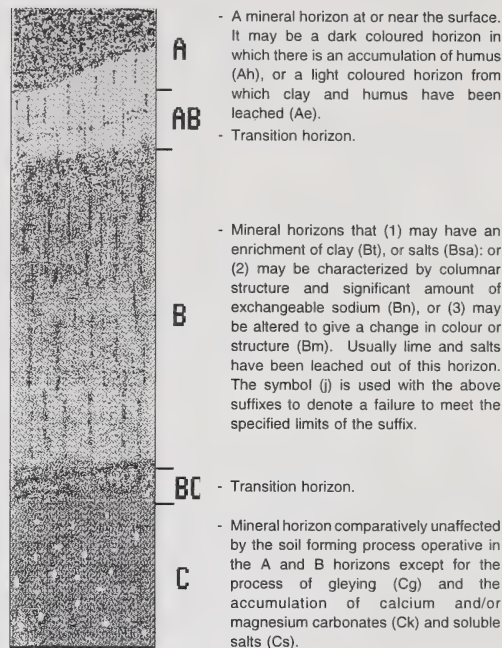 A
- A mineral horizon at or near the surface.
It may be a dark coloured horizon in
which there is an accumulation of humus
(Ah), or a light coloured horizon from
which clay and humus have been
leached (Ae).
AB
- Transition horizon.
B
- Mineral horizons that (1) may have an
enrichment of clay (Bt), or salts (Bsa): or
(2) may be characterized by columnar
structure and significant amount of
exchangeable sodium (Bn), or (3) may
be altered to give a change in colour or
structure (Bm). Usually lime and salts
have been leached out of this horizon.
The symbol (j) is used with the above
suffixes to denote a failure to meet the
specified limits of the suffix.
BC
- Transition horizon.
C
- Mineral horizon comparatively unaffected
by the soil forming process operative in
the A and B horizons except for the
process of gleying (Cg) and the
accumulation of calcium and/or
magnesium carbonates (Ck) and soluble
salts (Cs).